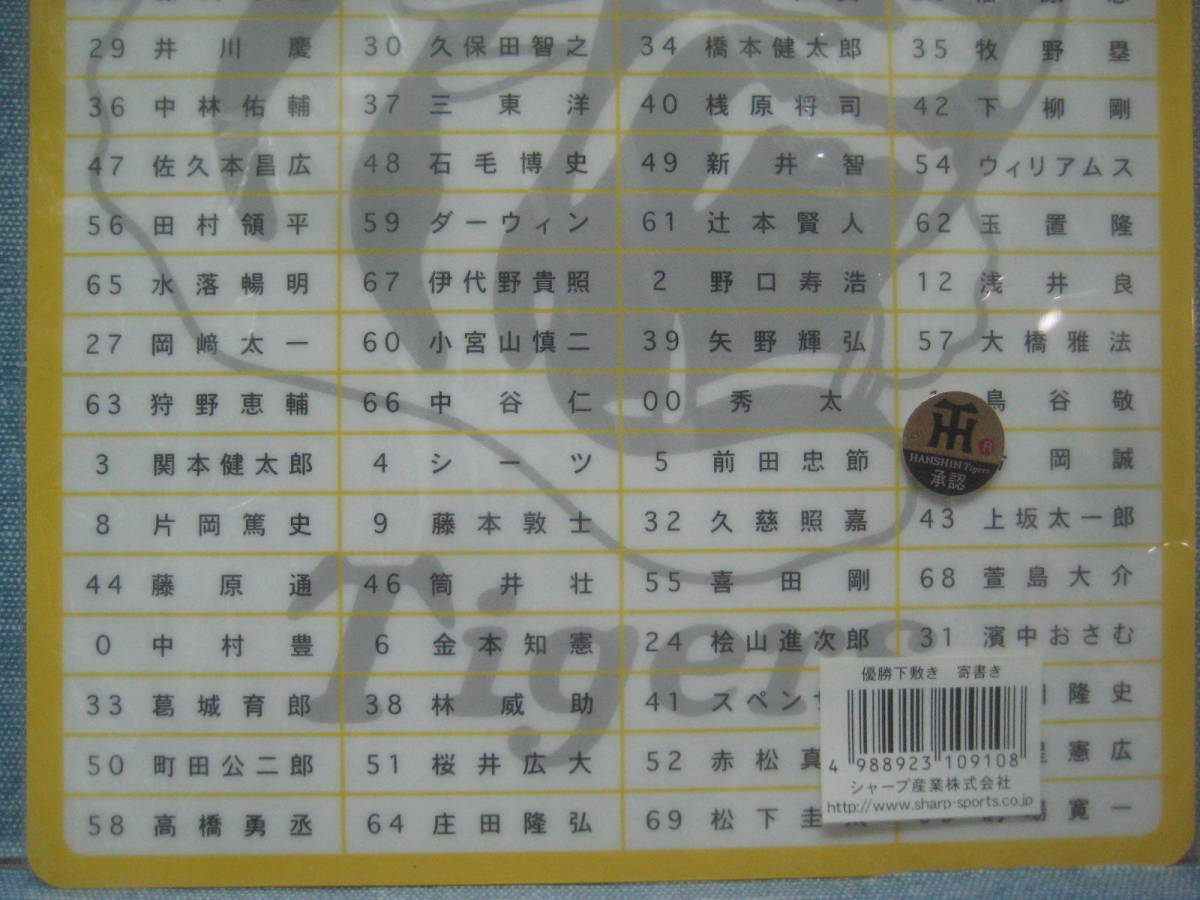 29 井川慶 30 久保田智之 34 橋本健太郎 35 牧野塁
36 中林佑輔 37 三東洋 40 桟原将司 42 下柳剛
47 佐久本昌広 48 石毛博史 49 新井智 54 ウィリアムス
56 田村領平 59 ダーウィン 61 辻本賢人 62 玉置隆
65 水落暢明 67 伊代野貴照 2 野口寿浩 12 浅井良
27 岡﨑太一 60 小宮山慎二 39 矢野輝弘 57 大橋雅法
63 狩野恵輔 66 中谷仁 00 秀太 鳥谷敬
3 関本健太郎 4 シーツ 5 前田忠節 岡誠
8 片岡篤史 9 藤本敦士 32 久慈照嘉 43 上坂太一郎
44 藤原通 46 筒井壮 55 喜田剛 68 萱島大介
0 中村豊 6 金本知憲 24 桧山進次郎 31 濱中おさむ
33 葛城育郎 38 林威助 41 スペンサ 隆史
50 町田公二郎 51 桜井広大 52 赤松真 憲広
58 高橋勇丞 64 庄田隆弘 69 松下圭 寛一
Tigers
HANSHIN Tigers
承認
優勝下敷き 寄書き
4 988923 109108
シャープ産業株式会社
http://www.sharp-sports.co.jp